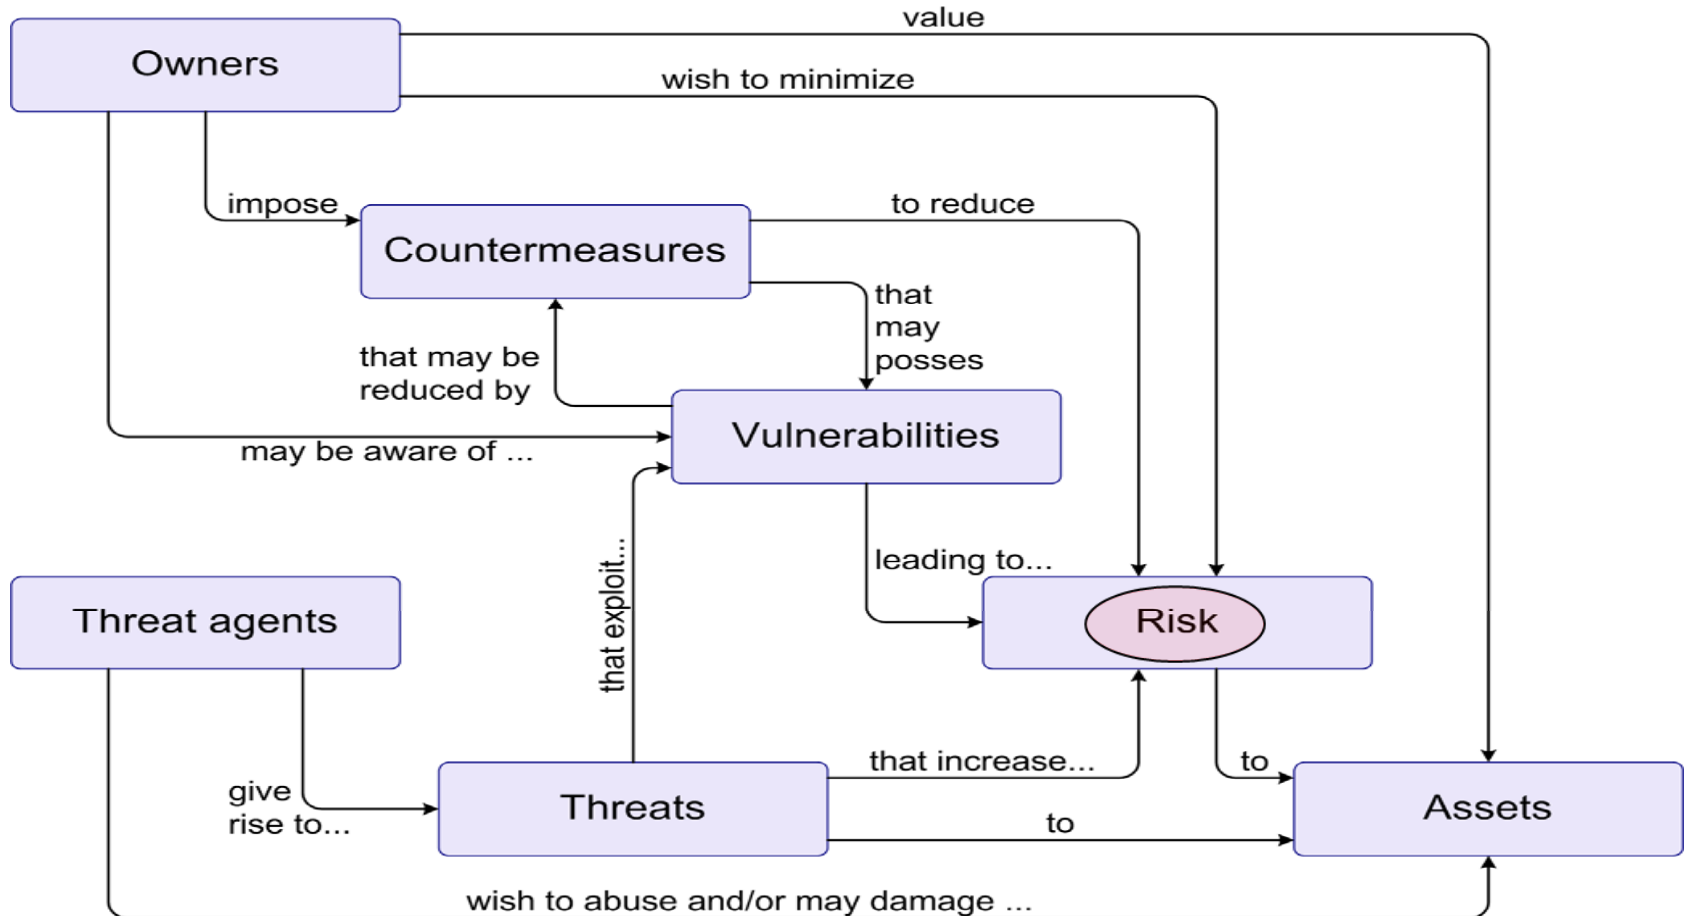 value
Owners
wish to minimize
impose
to reduce
Countermeasures
that
may
posses
that may be
reduced by
Vulnerabilities
may be aware of ...
that exploit...
leading to...
Threat agents
Risk
that increase...
to
give
rise to...
Threats
Assets
to
wish to abuse and/or may damage ...